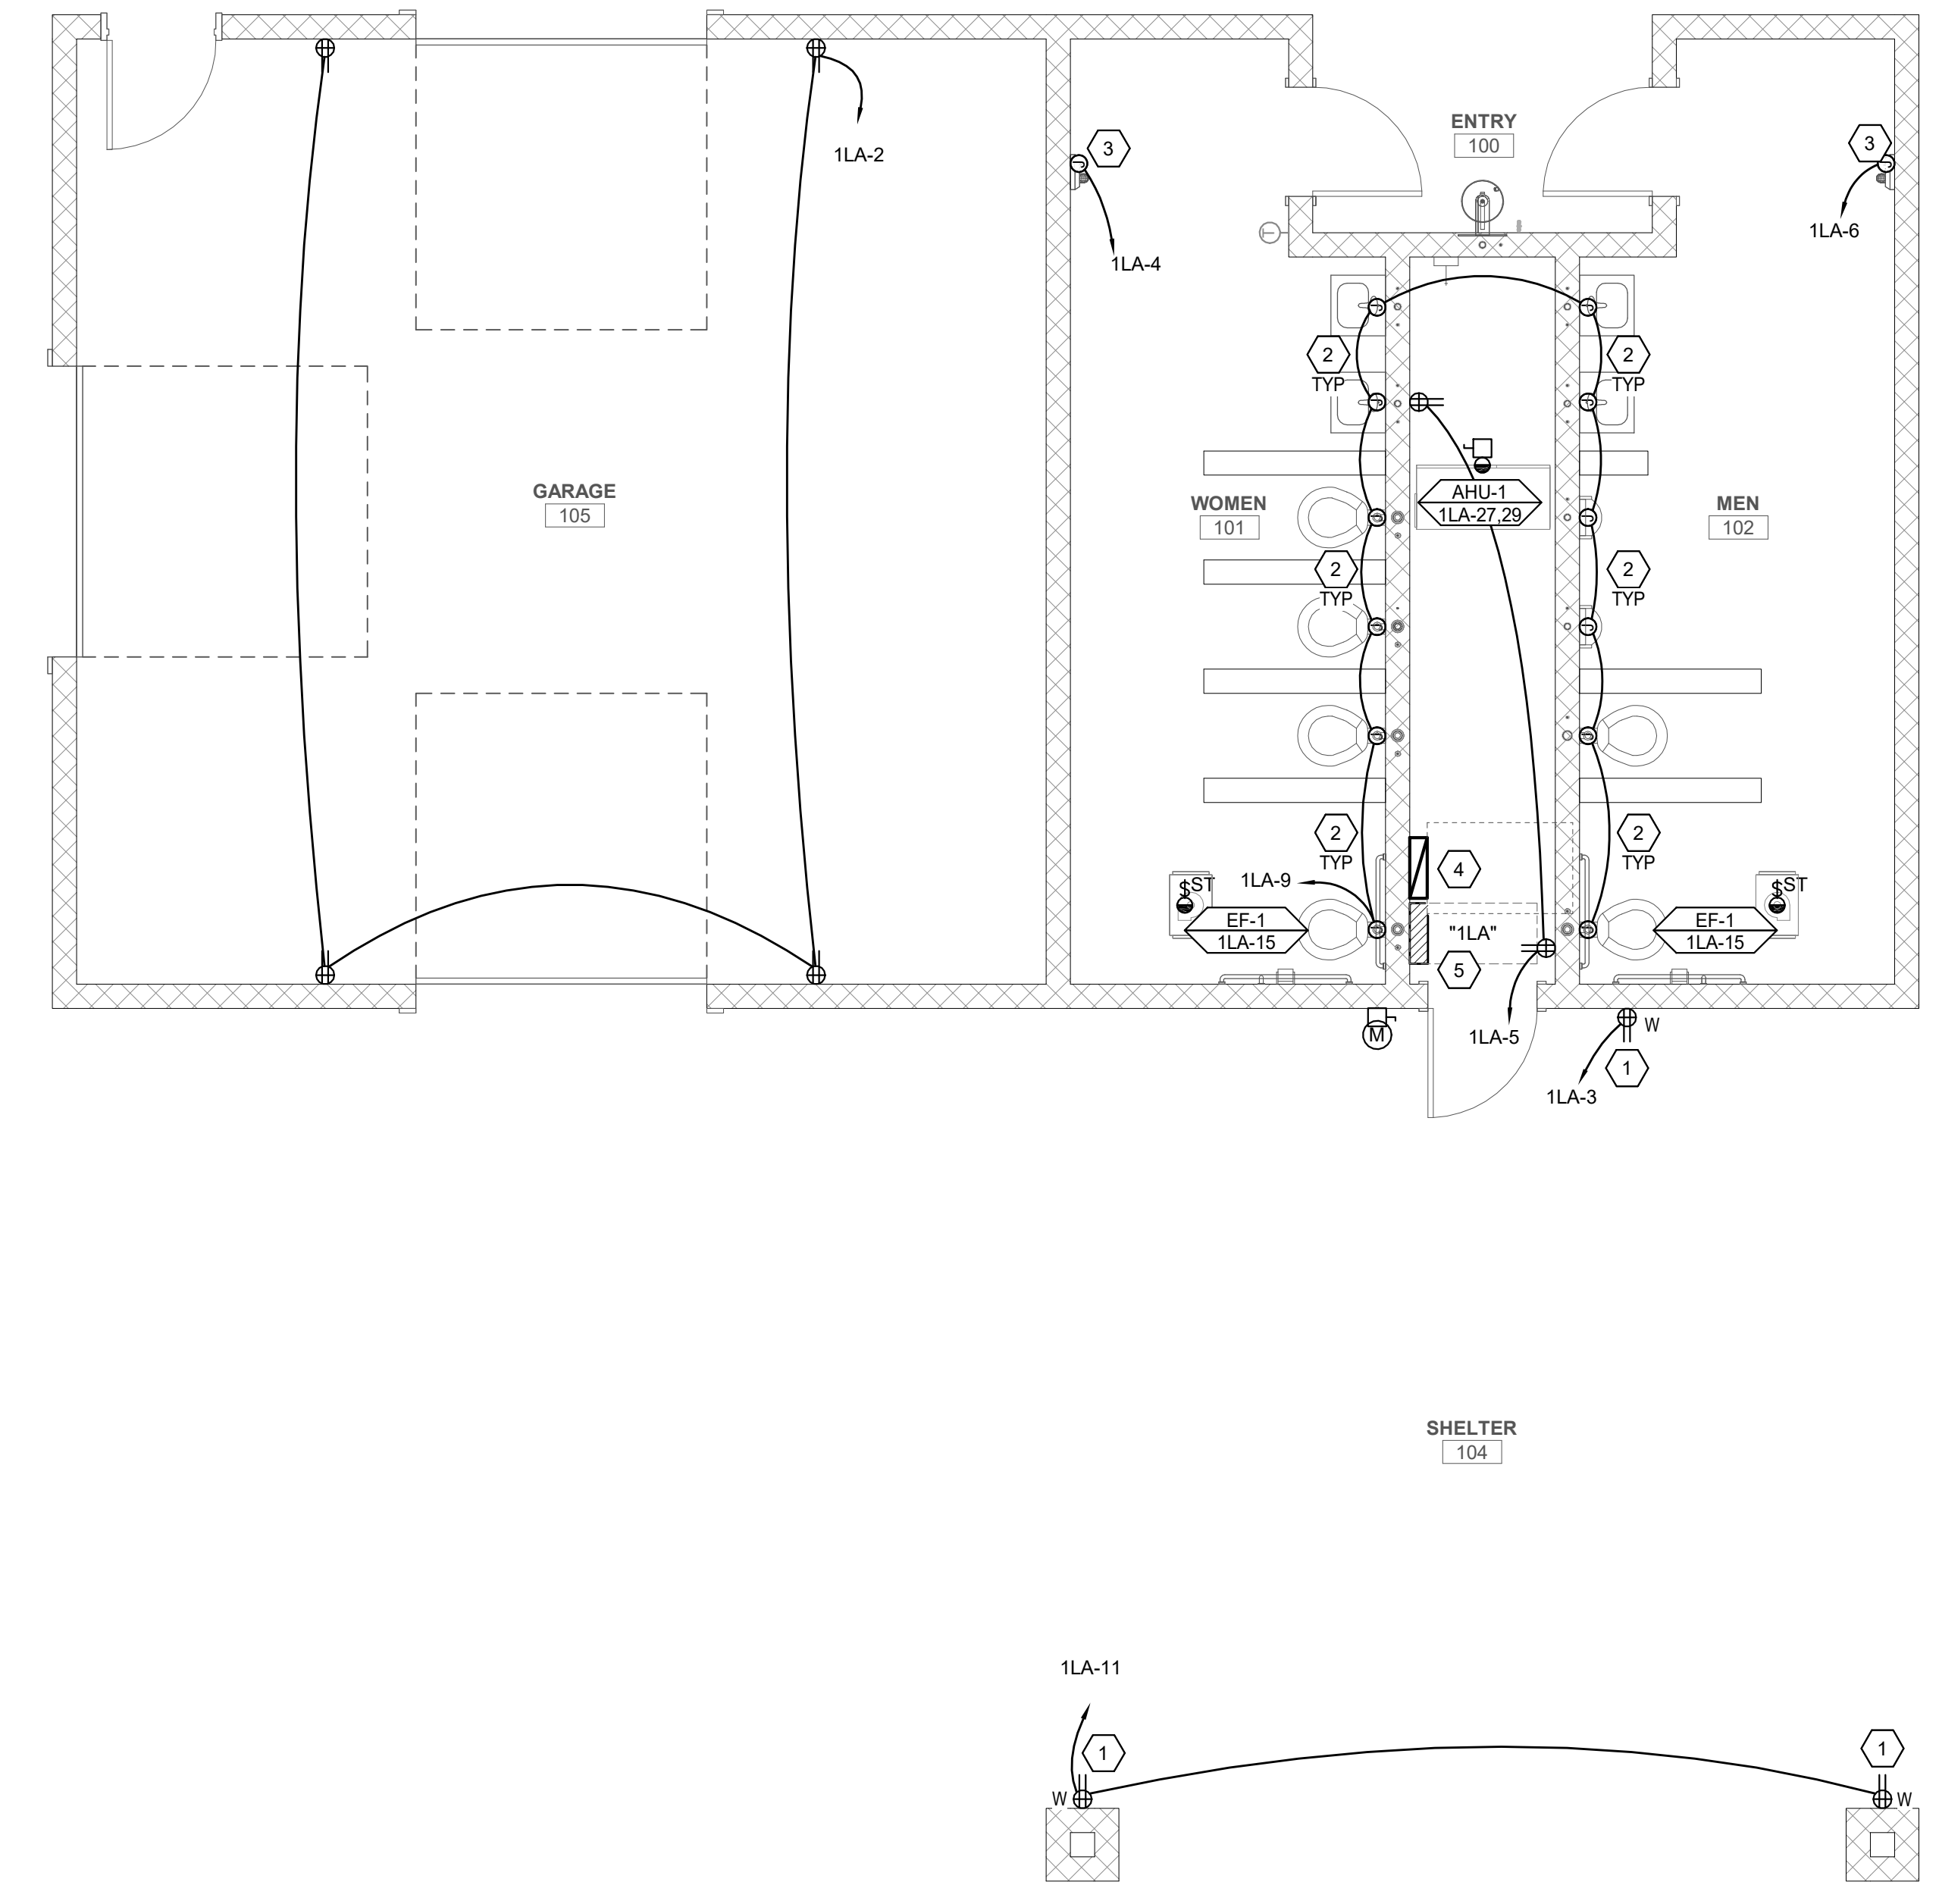 ENTRY
100
3
3
1LA-2
1LA-6
1LA-4
2
TYP
2
TYP
GARAGE
105
WOMEN
101
AHU-1
1LA-27,29
MEN
102
2
TYP
2
TYP
2
TYP
2
TYP
4
1LA-9
$ST
$ST
EF-1
1LA-15
"1LA"
EF-1
1LA-15
5
M
1LA-5
W
1
1LA-3
SHELTER
104
1LA-11
1
1
W
W